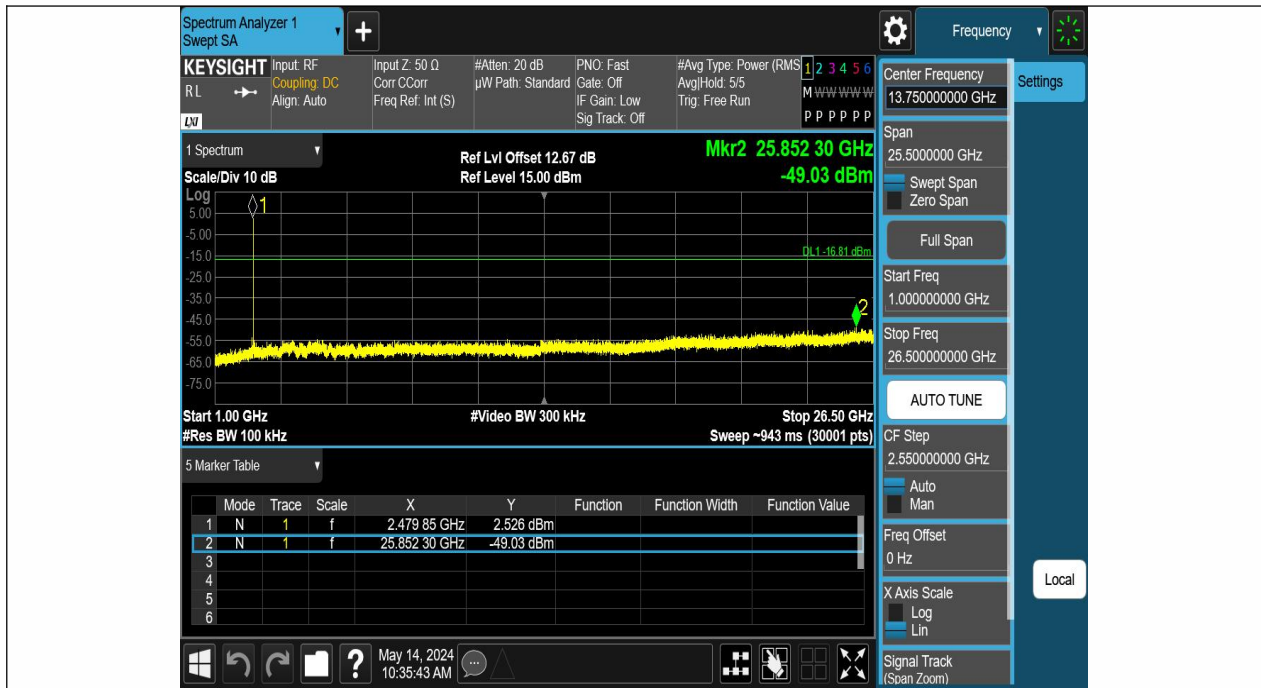 Spectrum Analyzer 1
Swept SA
+
Frequency
KEYSIGHT
R L
LXI
Input: RF
Coupling: DC
Align: Auto
Input Z: 50 Ω
Corr CCorr
Freq Ref: Int (S)
#Atten: 20 dB
µW Path: Standard
PNO: Fast
Gate: Off
IF Gain: Low
Sig Track: Off
#Avg Type: Power (RMS
Avg|Hold: 5/5
Trig: Free Run
1 2 3 4 5 6
M W W W W W
P P P P P P
1 Spectrum
Scale/Div 10 dB
Ref Lvl Offset 12.67 dB
Ref Level 15.00 dBm
Mkr2 25.852 30 GHz
-49.03 dBm
Log
5.00
-5.00
-15.0
-25.0
-35.0
-45.0
-55.0
-65.0
-75.0
1
DL1 -16.81 dBm
2
Start 1.00 GHz
#Video BW 300 kHz
Stop 26.50 GHz
#Res BW 100 kHz
Sweep ~943 ms (30001 pts)
5 Marker Table
Mode Trace Scale X Y Function Function Width Function Value
1 N 1 f 2.479 85 GHz 2.526 dBm
2 N 1 f 25.852 30 GHz -49.03 dBm
3
4
5
6
?
May 14, 2024
10:35:43 AM
Center Frequency
13.750000000 GHz
Settings
Span
25.5000000 GHz
Swept Span
Zero Span
Full Span
Start Freq
1.000000000 GHz
Stop Freq
26.500000000 GHz
AUTO TUNE
CF Step
2.550000000 GHz
Auto
Man
Freq Offset
0 Hz
Local
X Axis Scale
Log
Lin
Signal Track
(Span Zoom)